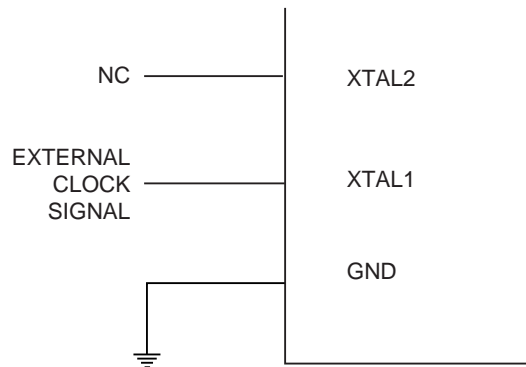 NC
XTAL2
EXTERNAL
CLOCK
SIGNAL
XTAL1
GND